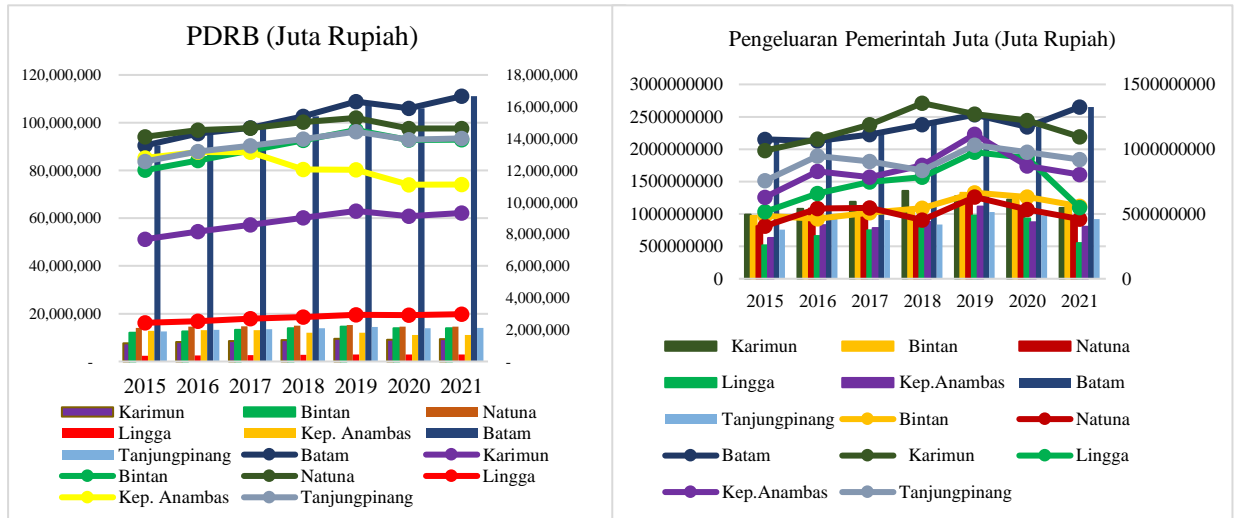 PDRB (Juta Rupiah)
120,000,000
100,000,000
80,000,000
60,000,000
40,000,000
20,000,000
-
18,000,000
16,000,000
14,000,000
12,000,000
10,000,000
8,000,000
6,000,000
4,000,000
2,000,000
-
2015 2016 2017 2018 2019 2020 2021
Karimun Bintan Natuna
Lingga Kep. Anambas Batam
Tanjungpinang Batam Karimun
Bintan Natuna Lingga
Kep. Anambas Tanjungpinang
Pengeluaran Pemerintah Juta (Juta Rupiah)
3000000000
2500000000
2000000000
1500000000
1000000000
500000000
0
1500000000
1000000000
500000000
0
2015 2016 2017 2018 2019 2020 2021
Karimun Bintan Natuna
Lingga Kep.Anambas Batam
Tanjungpinang Bintan Natuna
Batam Karimun Lingga
Kep.Anambas Tanjungpinang